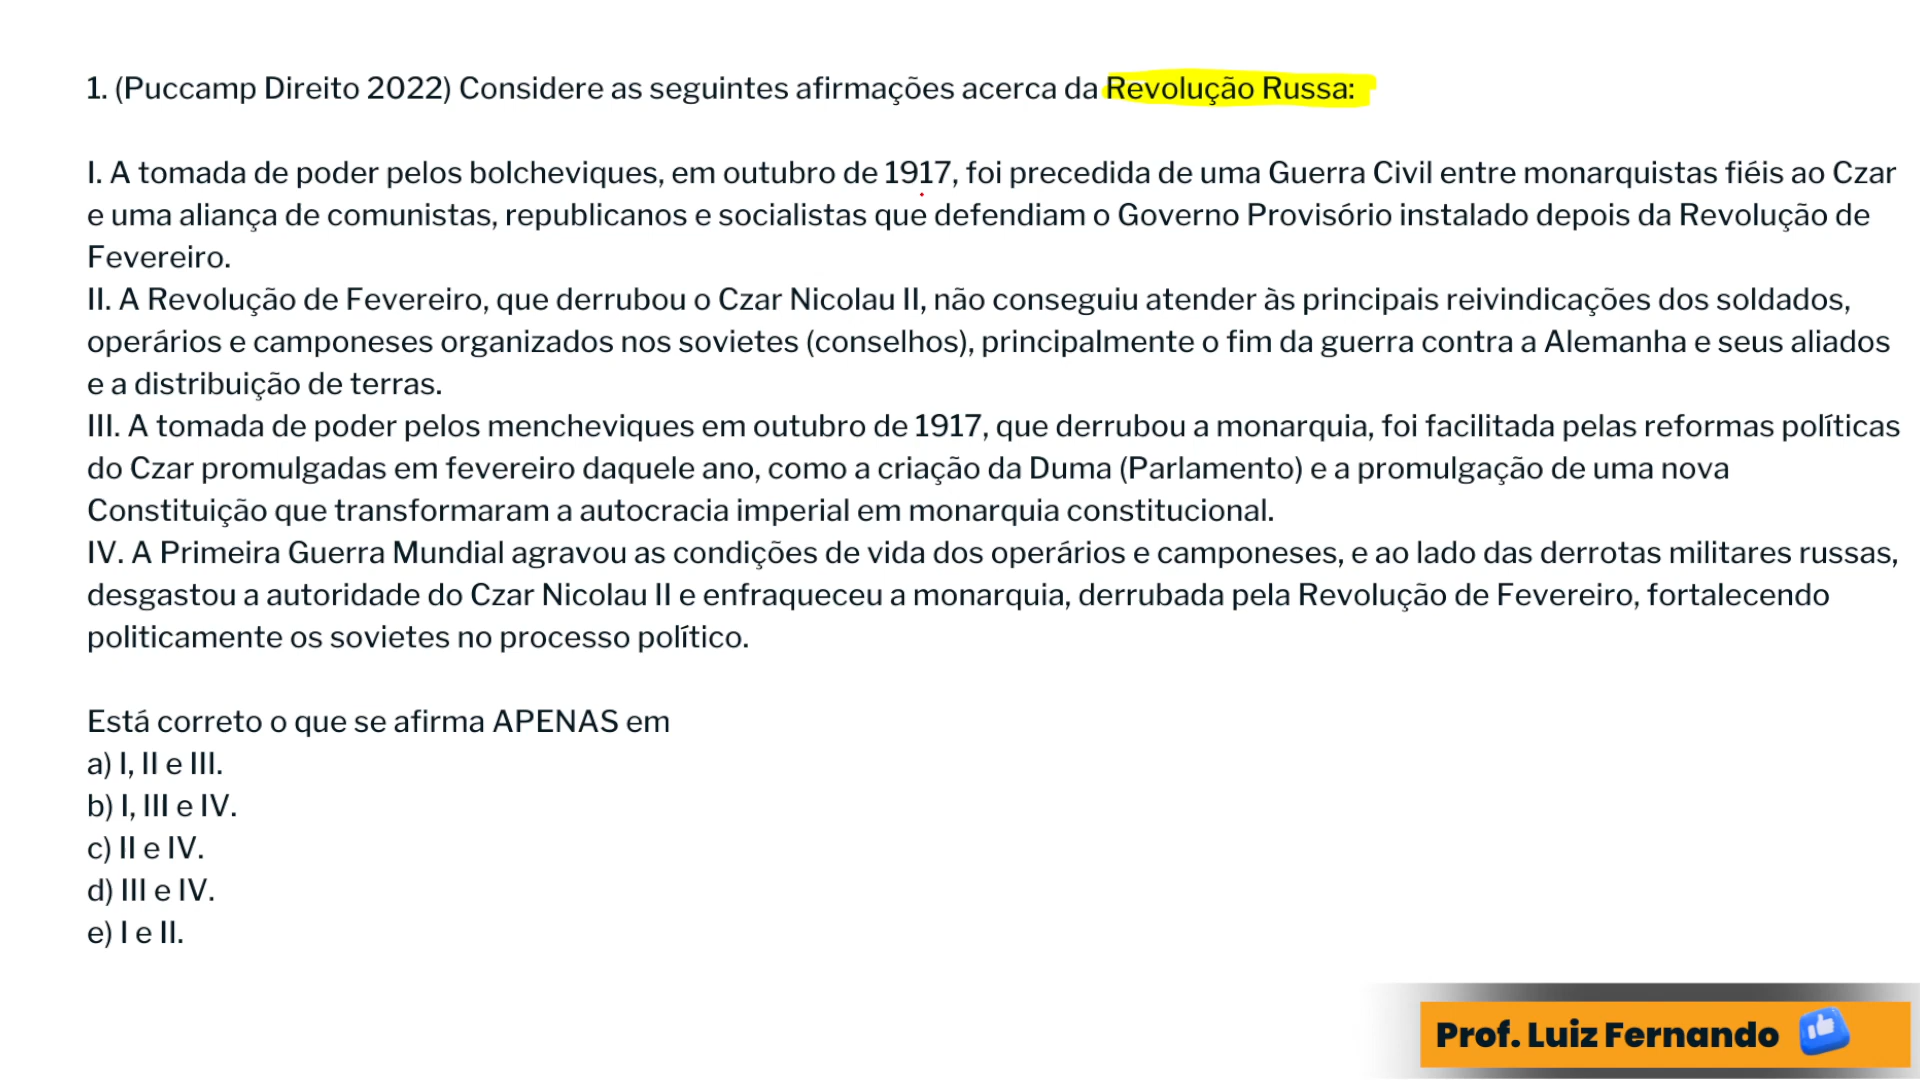 1. (Puccamp Direito 2022) Considere as seguintes afirmações acerca da Revolução Russa:
I. A tomada de poder pelos bolcheviques, em outubro de 1917, foi precedida de uma Guerra Civil entre monarquistas fiéis ao Czar
e uma aliança de comunistas, republicanos e socialistas que defendiam o Governo Provisório instalado depois da Revolução de
Fevereiro.
II. A Revolução de Fevereiro, que derrubou o Czar Nicolau II, não conseguiu atender às principais reivindicações dos soldados,
operários e camponeses organizados nos sovietes (conselhos), principalmente o fim da guerra contra a Alemanha e seus aliados
e a distribuição de terras.
III. A tomada de poder pelos mencheviques em outubro de 1917, que derrubou a monarquia, foi facilitada pelas reformas políticas
do Czar promulgadas em fevereiro daquele ano, como a criação da Duma (Parlamento) e a promulgação de uma nova
Constituição que transformaram a autocracia imperial em monarquia constitucional.
IV. A Primeira Guerra Mundial agravou as condições de vida dos operários e camponeses, e ao lado das derrotas militares russas,
desgastou a autoridade do Czar Nicolau II e enfraqueceu a monarquia, derrubada pela Revolução de Fevereiro, fortalecendo
politicamente os sovietes no processo político.
Está correto o que se afirma APENAS em
a) I, II e III.
b) I, III e IV.
c) II e IV.
d) III e IV.
e) I e II.
Prof. Luiz Fernando